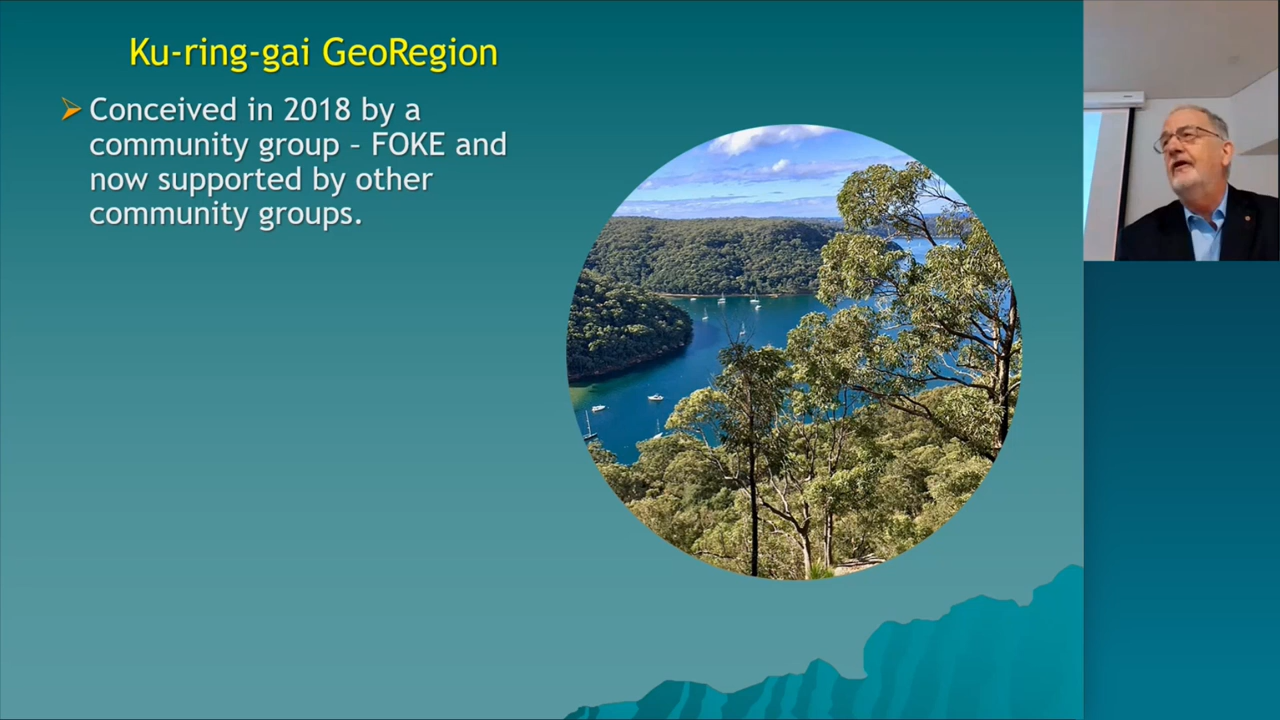 Ku-ring-gai GeoRegion
Conceived in 2018 by a
community group – FOKE and
now supported by other
community groups.